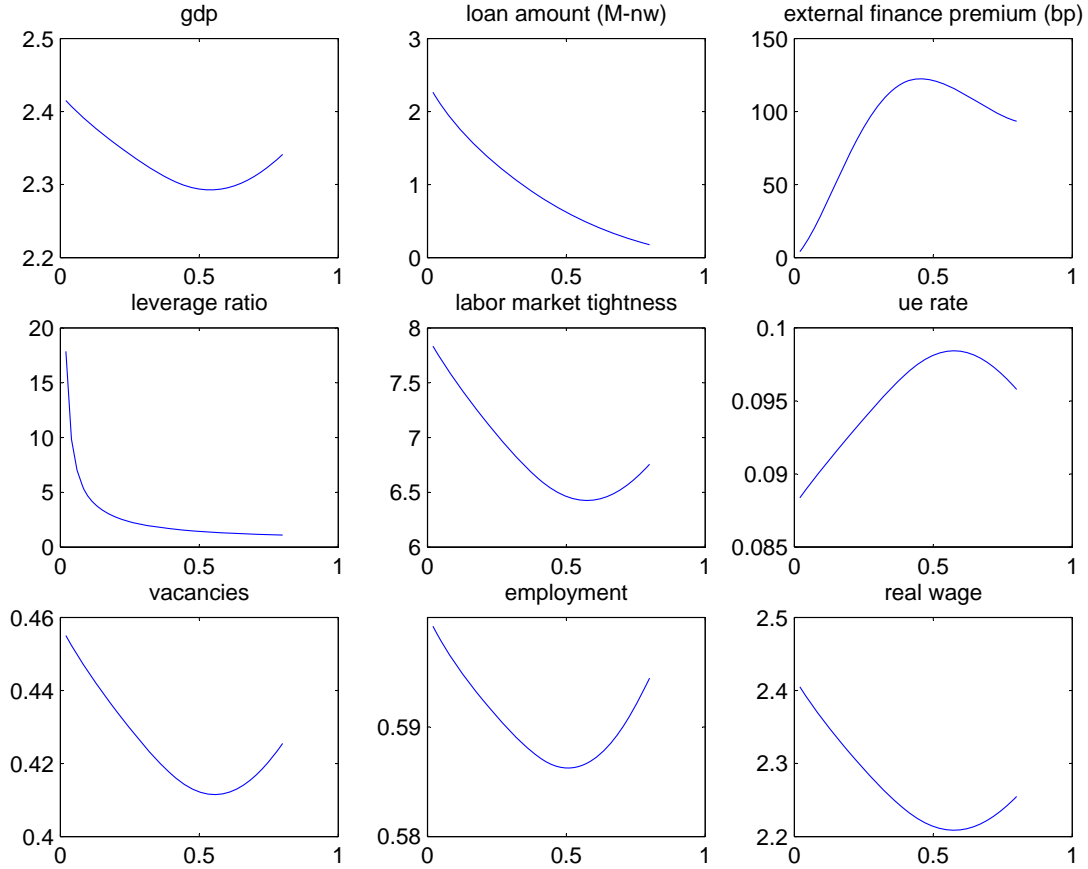 gdp
2.5
2.4
2.3
2.2
0 0.5 1
loan amount (M-nw)
3
2
1
0
0 0.5 1
external finance premium (bp)
150
100
50
0
0 0.5 1
leverage ratio
20
15
10
5
0
0 0.5 1
labor market tightness
8
7.5
7
6.5
6
0 0.5 1
ue rate
0.1
0.095
0.09
0.085
0 0.5 1
vacancies
0.46
0.44
0.42
0.4
0 0.5 1
employment
0.59
0.58
0 0.5 1
real wage
2.5
2.4
2.3
2.2
0 0.5 1